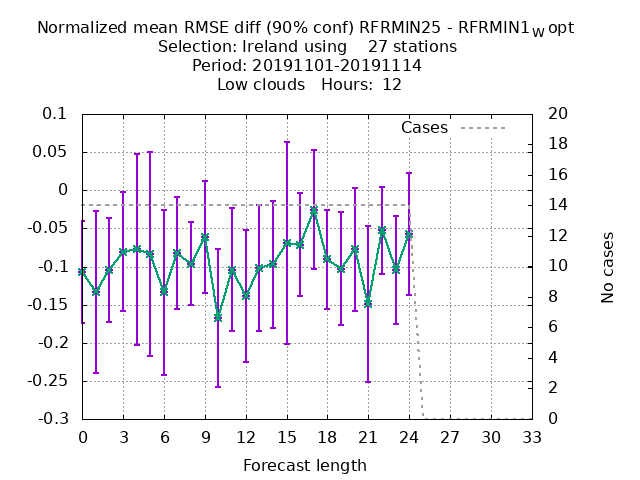 Normalized mean RMSE diff (90% conf) RFRMIN25 - RFRMIN1Wopt
Selection: Ireland using 27 stations
Period: 20191101-20191114
Low clouds Hours: 12
Cases
0.1
0.05
0
-0.05
-0.1
-0.15
-0.2
-0.25
-0.3
20
18
16
14
12
10
8
6
4
2
0
No cases
0 3 6 9 12 15 18 21 24 27 30 33
Forecast length